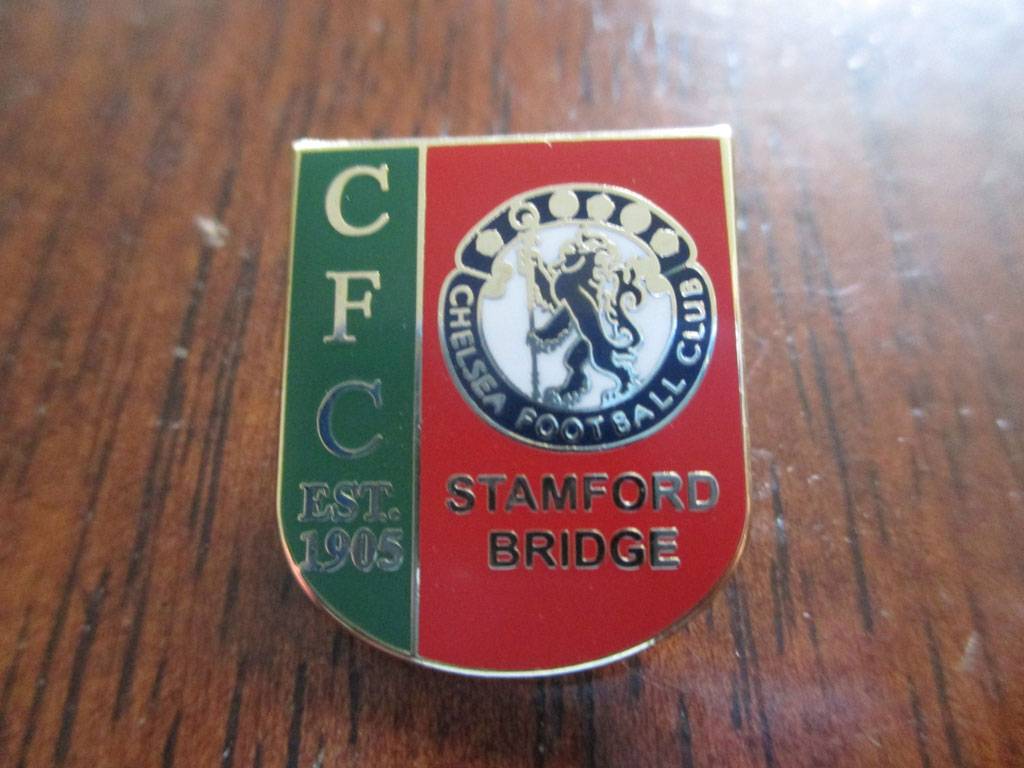 C
F
C
EST.
1905
CHELSEA FOOTBALL CLUB
STAMFORD
BRIDGE